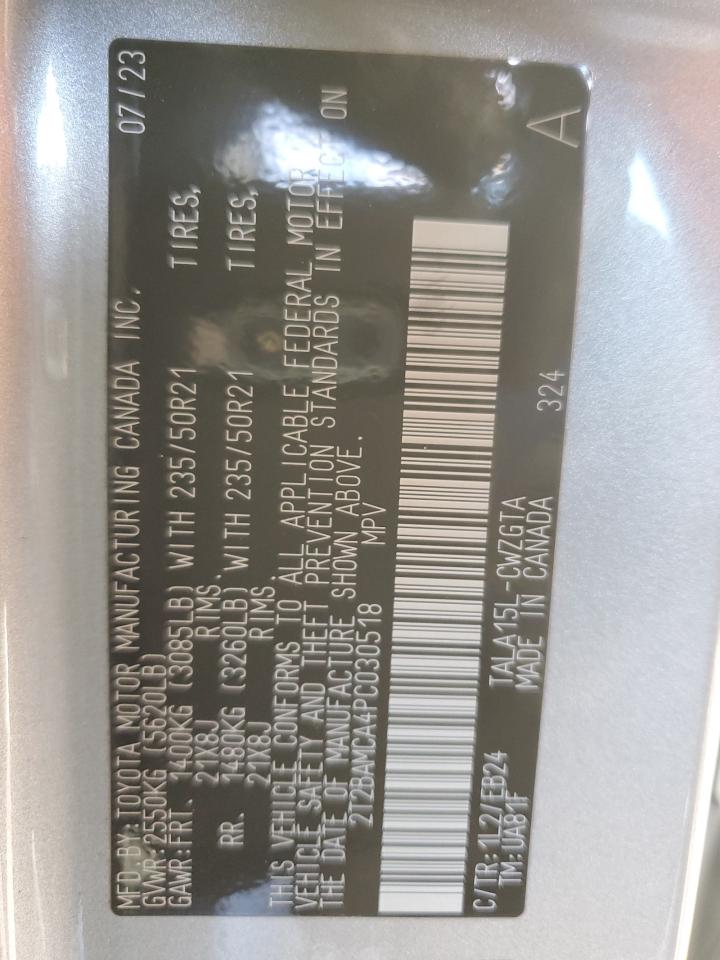 MFD.BY:TOYOTA MOTOR MANUFACTURING CANADA INC. 07/23
GVWR:2550KG (5620LB)
GAWR:FRT. 1400KG (3085LB) WITH 235/50R21 TIRES,
21X8J RIMS.
RR. 1480KG (3260LB) WITH 235/50R21 TIRES,
21X8J RIMS.
THIS VEHICLE CONFORMS TO ALL APPLICABLE FEDERAL MOTOR
VEHICLE SAFETY AND THEFT PREVENTION STANDARDS IN EFFECT ON
THE DATE OF MANUFACTURE SHOWN ABOVE.
2T2BAMCA4PC030518 MPV
C/TR:1L2/EB24 TALA15L-CWZGTA A
TM:UA81F MADE IN CANADA 324